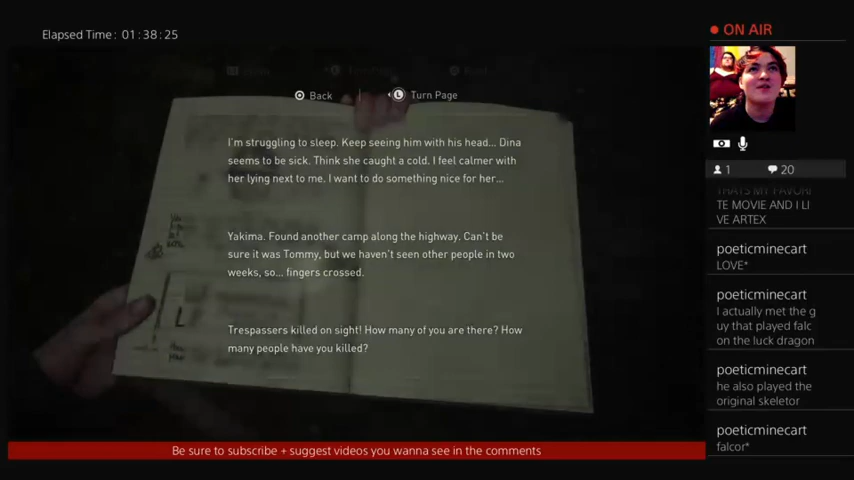 Elapsed Time: 01:38:25
ON AIR
Back
Turn Page
I'm struggling to sleep. Keep seeing him with his head... Dina
seems to be sick. Think she caught a cold. I feel calmer with
her lying next to me. I want to do something nice for her...
Yakima. Found another camp along the highway. Can't be
sure it was Tommy, but we haven't seen other people in two
weeks, so... fingers crossed.
Trespassers killed on sight! How many of you are there? How
many people have you killed?
1
20
THATS MY FAVORI
TE MOVIE AND I LI
VE ARTEX
poeticminecart
LOVE*
poeticminecart
I actually met the g
uy that played falc
on the luck dragon
poeticminecart
he also played the
original skeletor
poeticminecart
falcor*
Be sure to subscribe + suggest videos you wanna see in the comments